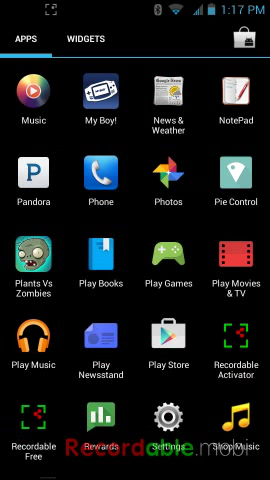 1:17 PM
APPS WIDGETS
Music My Boy! News & Weather NotePad
Pandora Phone Photos Pie Control
Plants Vs Zombies Play Books Play Games Play Movies & TV
Play Music Play Newsstand Play Store Recordable Activator
Recordable Free Rewards Settings Shop Music
Recordable.mobi